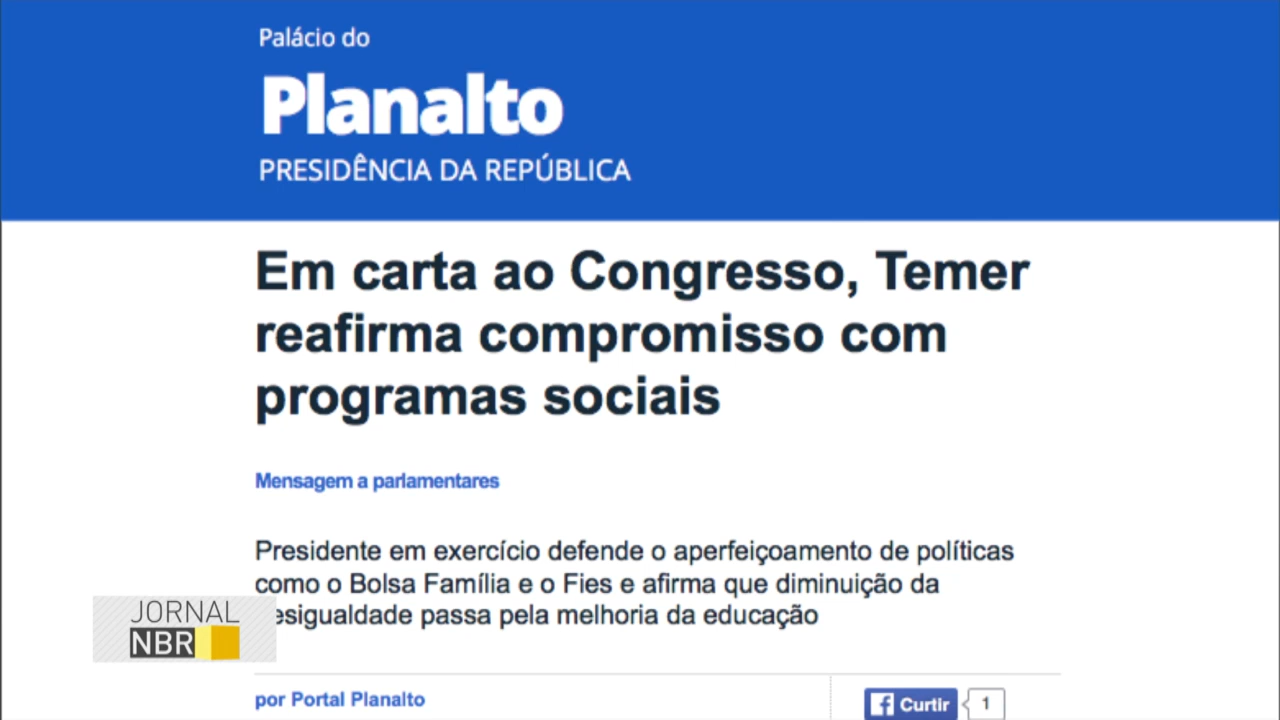 Palácio do
Planalto
PRESIDÊNCIA DA REPÚBLICA
Em carta ao Congresso, Temer
reafirma compromisso com
programas sociais
Mensagem a parlamentares
Presidente em exercício defende o aperfeiçoamento de políticas
como o Bolsa Família e o Fies e afirma que diminuição da
esigualdade passa pela melhoria da educação
JORNAL
NBR
por Portal Planalto
Curtir 1